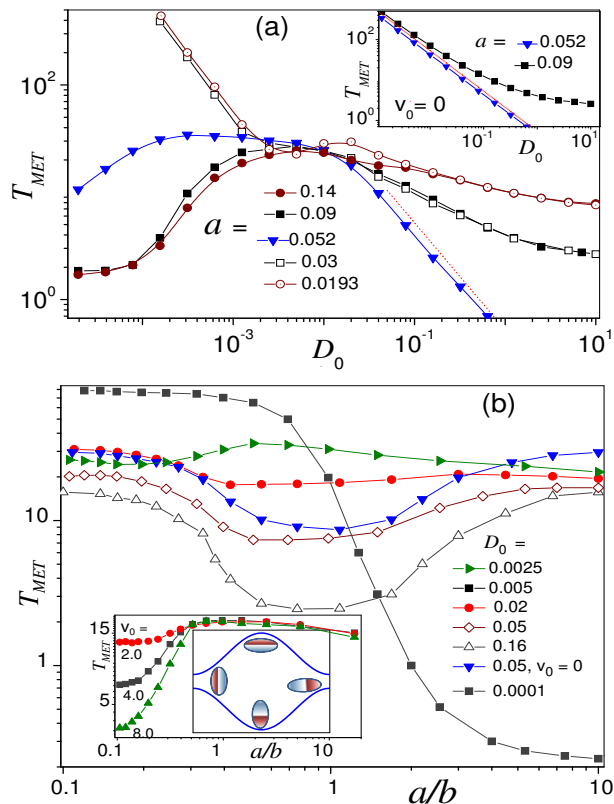 (a)
T_MET
10^2
10^1
10^0
10^-3
10^-1
10^1
D_0
a =
0.14
0.09
0.052
0.03
0.0193
T_MET
10^2
10^0
10^-1
10^1
D_0
a =
0.052
0.09
v_0 = 0
(b)
T_MET
10
1
0.1
1
10
a/b
D_0 =
0.0025
0.005
0.02
0.05
0.16
0.05, v_0 = 0
0.0001
T_MET
15
5
v_0 =
2.0
4.0
8.0
0.1
1
10
a/b